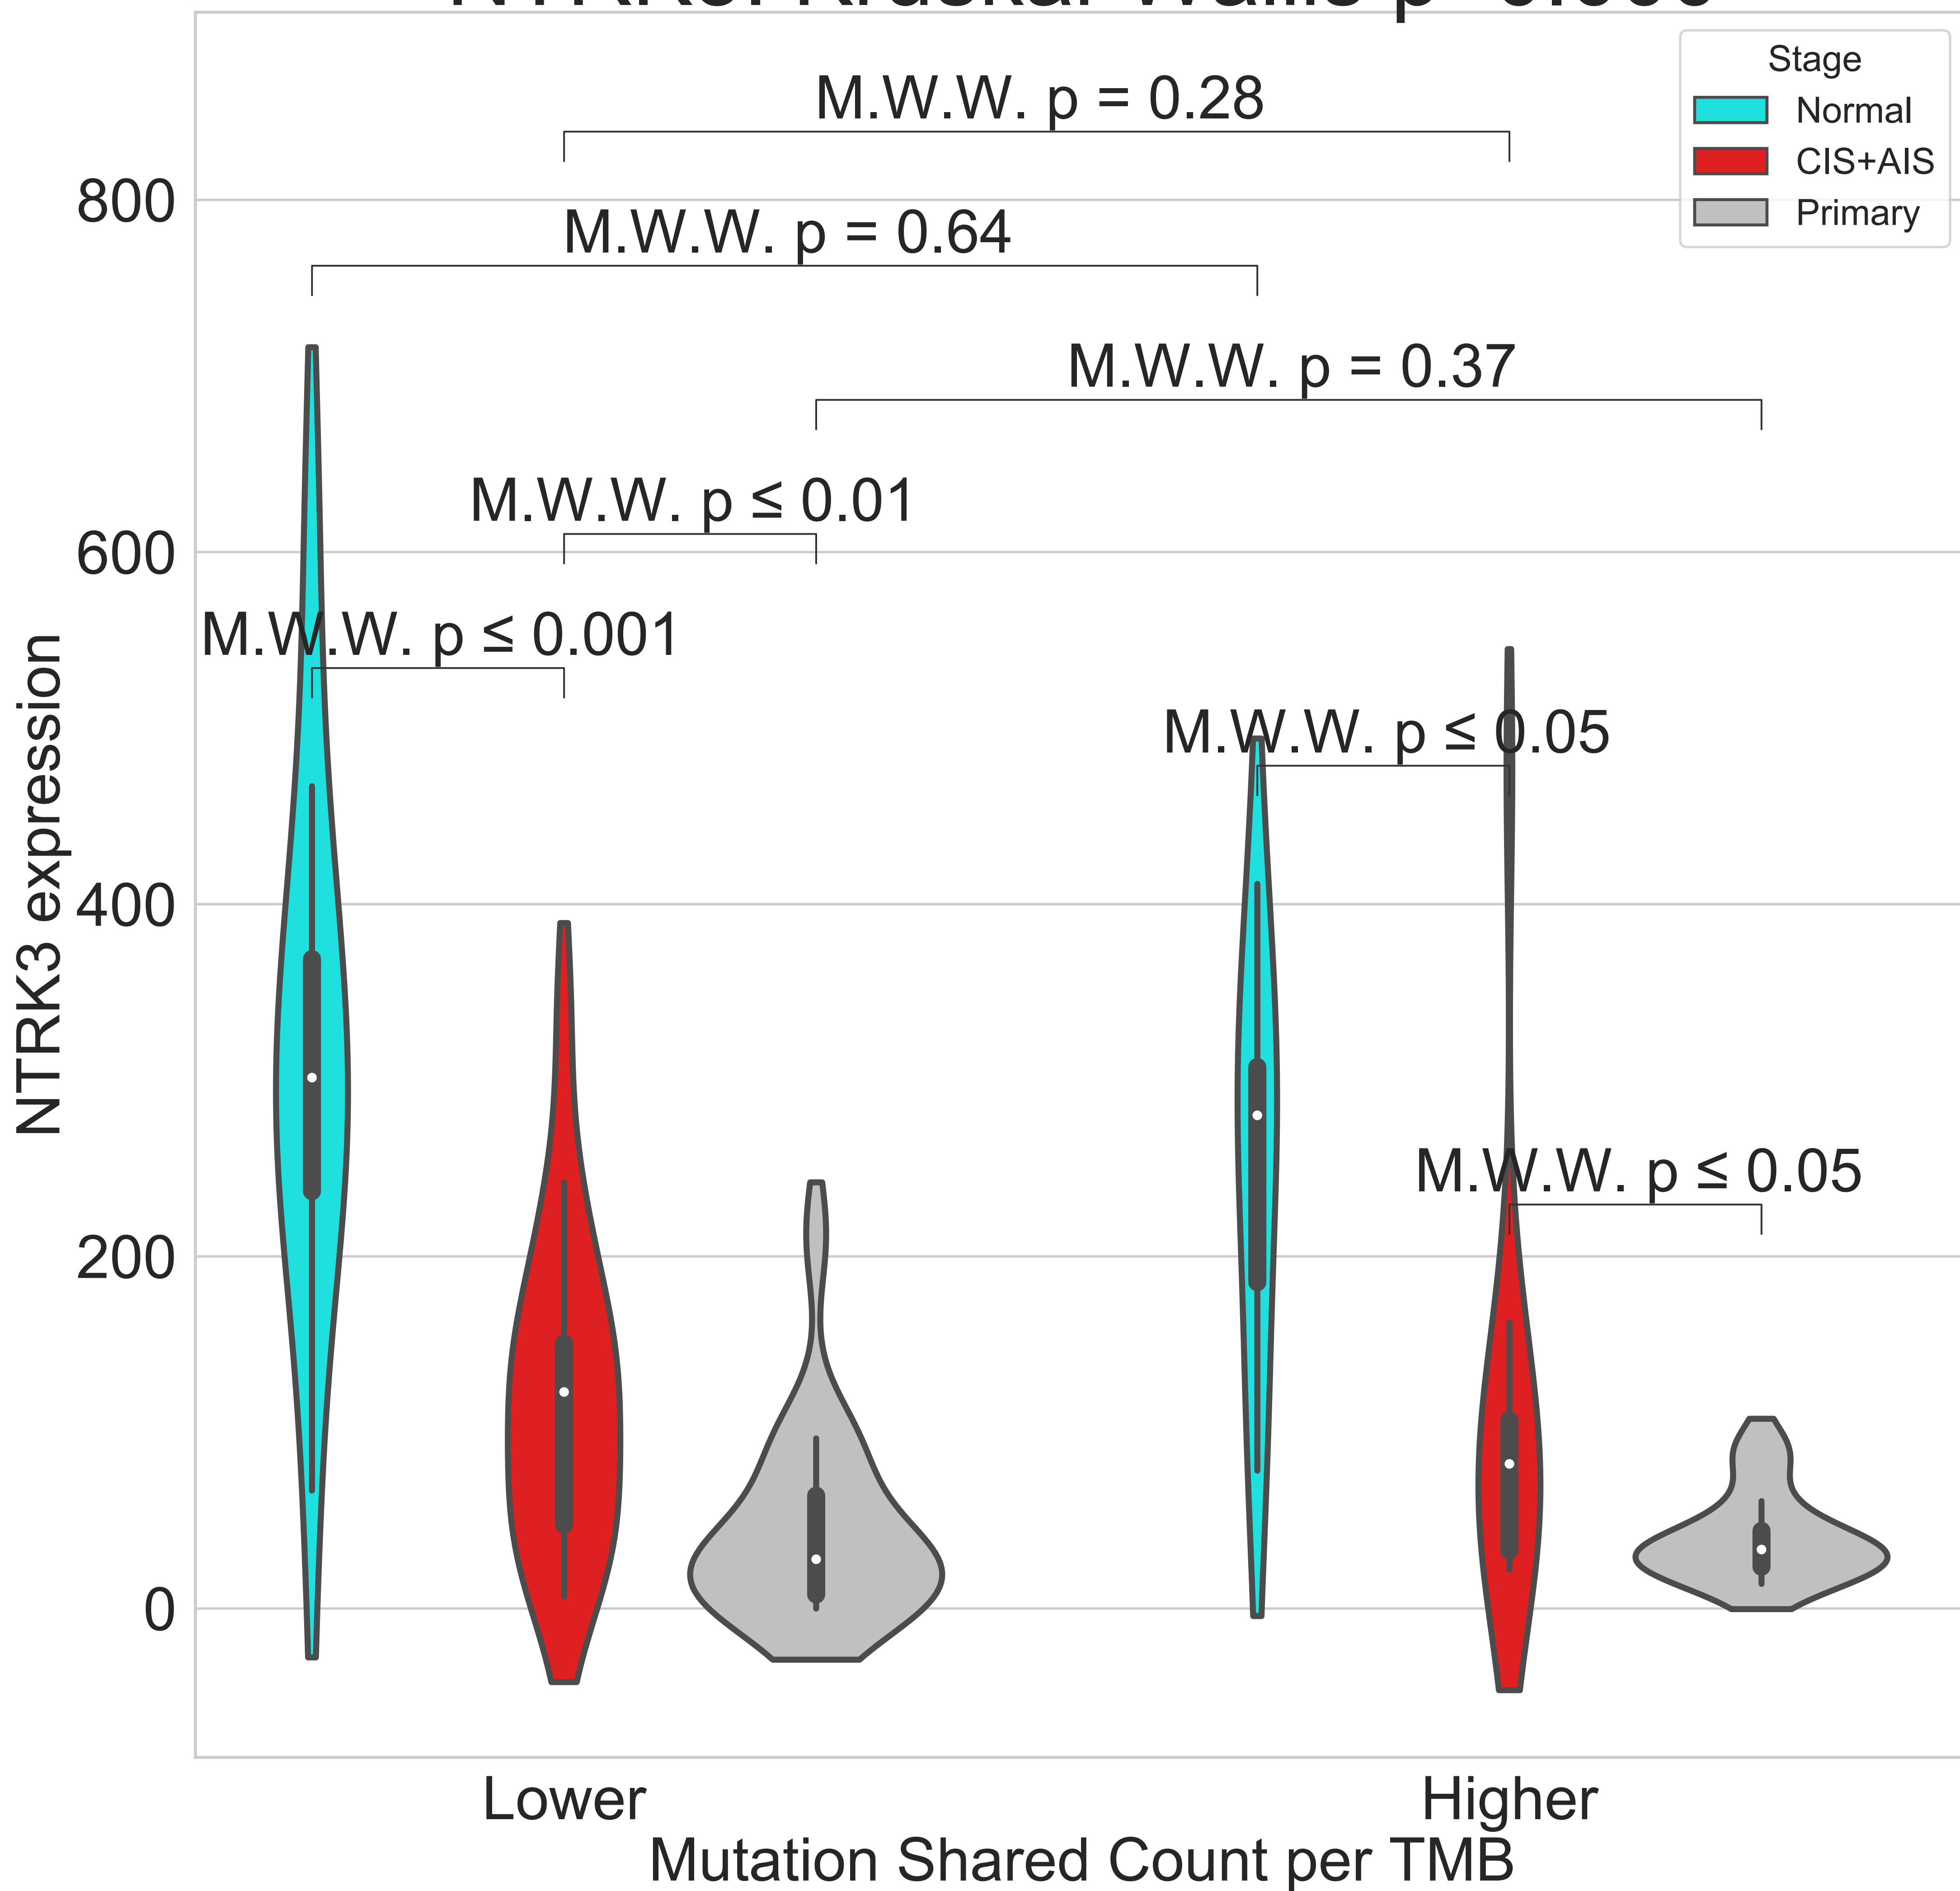 Stage
Normal
CIS+AIS
Primary
M.W.W. p = 0.28
M.W.W. p = 0.64
M.W.W. p = 0.37
M.W.W. p ≤ 0.01
M.W.W. p ≤ 0.001
M.W.W. p ≤ 0.05
M.W.W. p ≤ 0.05
800
600
400
200
0
NTRK3 expression
Lower
Higher
Mutation Shared Count per TMB